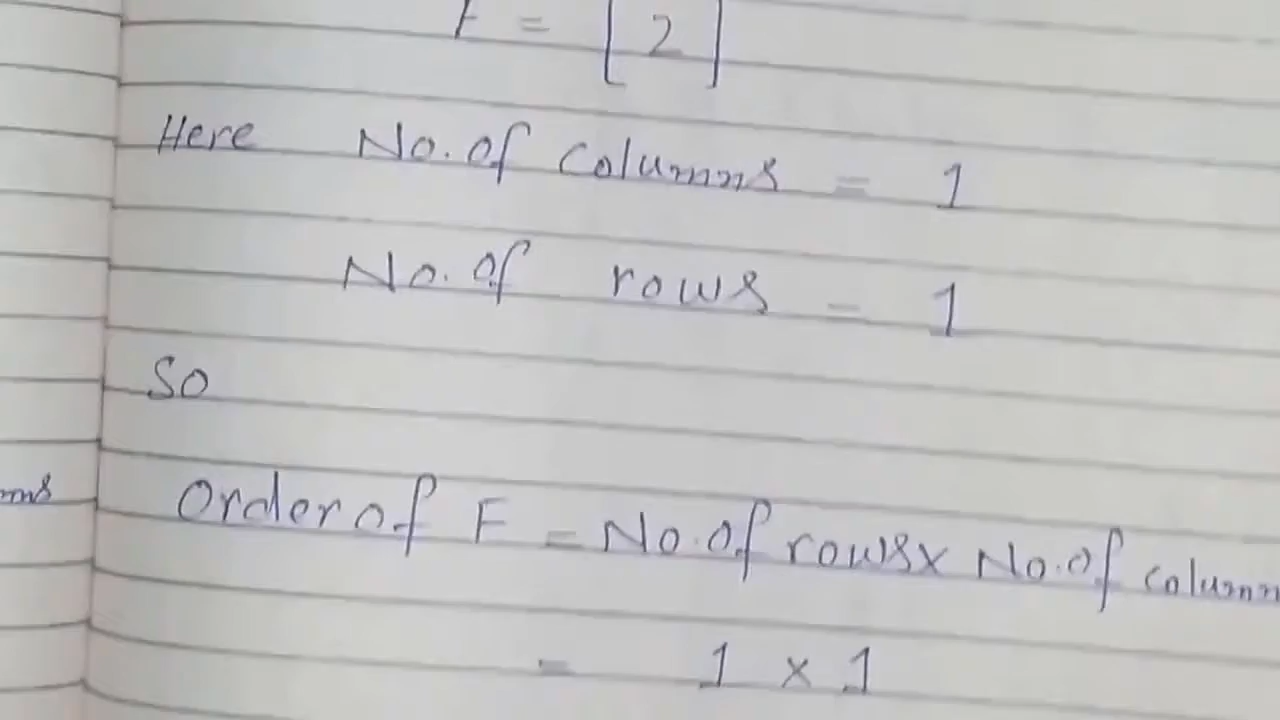 F = [2]
Here No. of columns = 1
No. of rows = 1
So
Order of F = No. of rows x No. of column
= 1 x 1